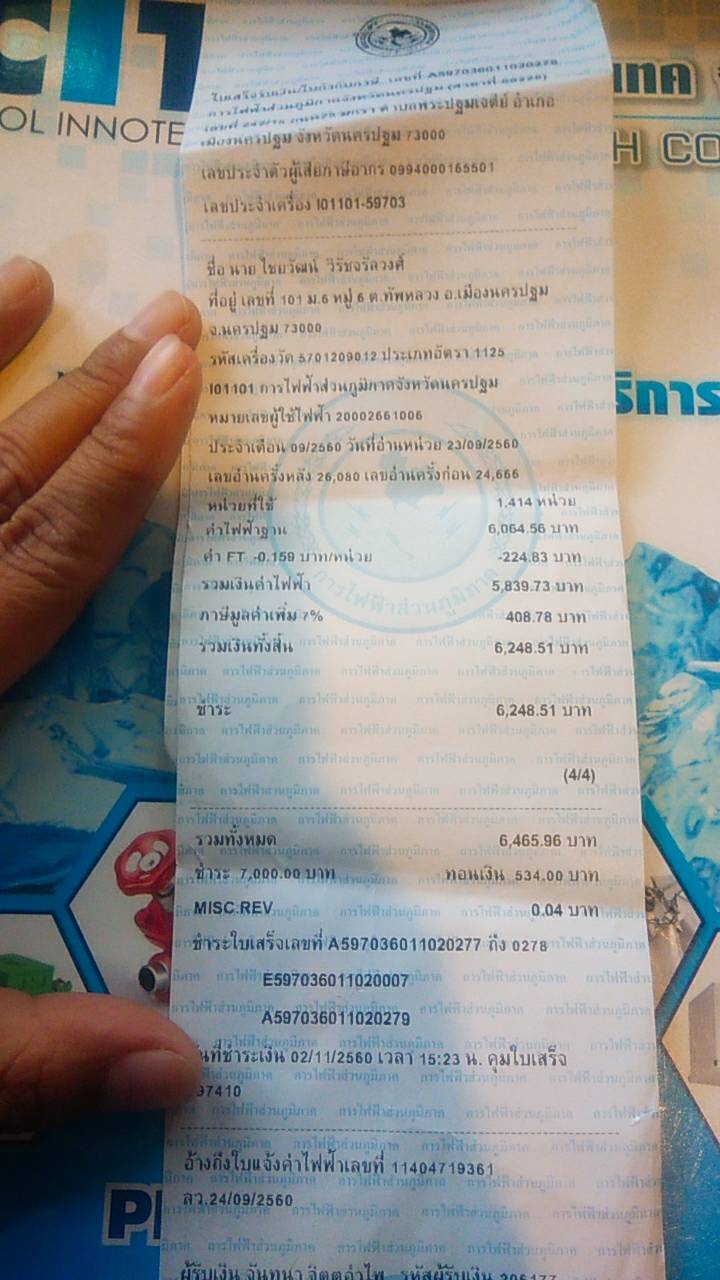 CIT
OL INNOTE
เทค
H CO
ริการ
ใบเสร็จรับเงิน/ใบกำกับภาษี เลขที่ A597036011020279
การไฟฟ้าส่วนภูมิภาคจังหวัดนครปฐม
ตำบลพระปฐมเจดีย์ อำเภอ
เมืองนครปฐม จังหวัดนครปฐม 73000
เลขประจำตัวผู้เสียภาษีอากร 0994000165501
เลขประจำเครื่อง I01101-59703
ชื่อ นาย ไชยวัฒน์ วิรัชจรัลวงศ์
ที่อยู่ เลขที่ 101 ม.6 หมู่ 6 ต.ทัพหลวง อ.เมืองนครปฐม
จ.นครปฐม 73000
รหัสเครื่องวัด 5701209012 ประเภทอัตรา 1125
I01101 การไฟฟ้าส่วนภูมิภาคจังหวัดนครปฐม
หมายเลขผู้ใช้ไฟฟ้า 20002661006
ประจำเดือน 09/2560 วันที่อ่านหน่วย 23/09/2560
เลขอ่านครั้งหลัง 26,080 เลขอ่านครั้งก่อน 24,666
หน่วยที่ใช้ 1,414 หน่วย
ค่าไฟฟ้าฐาน 6,064.56 บาท
ค่า FT -0.159 บาท/หน่วย -224.83 บาท
รวมเงินค่าไฟฟ้า 5,839.73 บาท
ภาษีมูลค่าเพิ่ม 7% 408.78 บาท
รวมเงินทั้งสิ้น 6,248.51 บาท
ชำระ 6,248.51 บาท
(4/4)
รวมทั้งหมด 6,465.96 บาท
ชำระ 7,000.00 บาท ทอนเงิน 534.00 บาท
MISC REV 0.04 บาท
ชำระใบเสร็จเลขที่ A597036011020277 ถึง 0278
E597036011020007
A597036011020279
นที่ชำระเงิน 02/11/2560 เวลา 15:23 น. คุมใบเสร็จ
97410
อ้างถึงใบแจ้งค่าไฟฟ้าเลขที่ 11404719361
ลว.24/09/2560
ผู้รับเงิน จันทนา จิตตอำไพ รหัสผู้รับเงิน